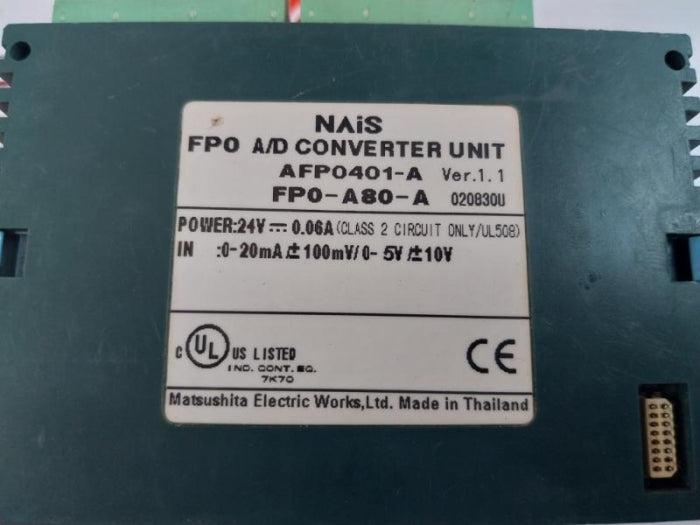 NAiS
FP0 A/D CONVERTER UNIT
AFP0401-A Ver.1.1
FP0-A80-A 020830U
POWER:24V⎓0.06A(CLASS 2 CIRCUIT ONLY/UL508)
IN :0-20mA/±100mV/0-5V/±10V
C UL US LISTED
IND. CONT. EQ.
7K70
CE
Matsushita Electric Works,Ltd. Made in Thailand